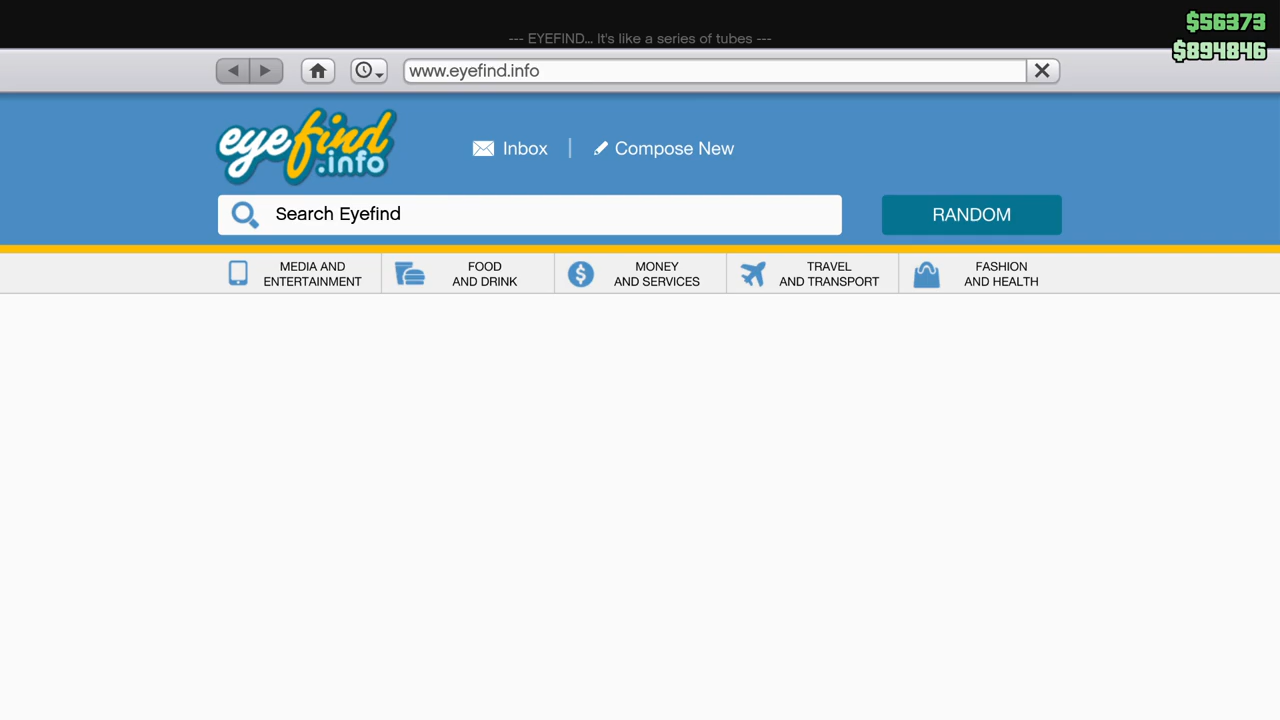 $56373
--- EYEFIND... It's like a series of tubes ---
$894846
www.eyefind.info
eyefind
.info
Inbox
Compose New
Search Eyefind
RANDOM
MEDIA AND
ENTERTAINMENT
FOOD
AND DRINK
MONEY
AND SERVICES
TRAVEL
AND TRANSPORT
FASHION
AND HEALTH